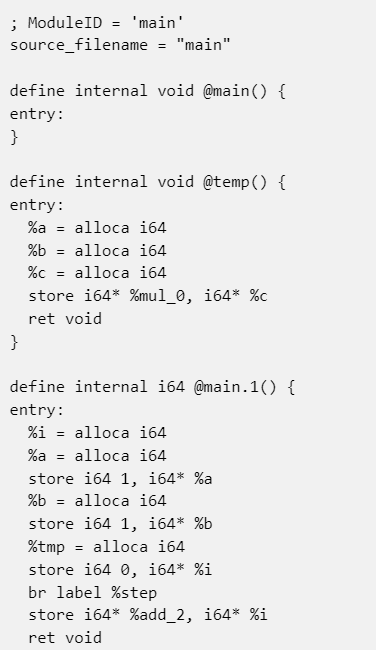 ; ModuleID = 'main'
source_filename = "main"

define internal void @main() {
entry:
}

define internal void @temp() {
entry:
  %a = alloca i64
  %b = alloca i64
  %c = alloca i64
  store i64* %mul_0, i64* %c
  ret void
}

define internal i64 @main.1() {
entry:
  %i = alloca i64
  %a = alloca i64
  store i64 1, i64* %a
  %b = alloca i64
  store i64 1, i64* %b
  %tmp = alloca i64
  store i64 0, i64* %i
  br label %step
  store i64* %add_2, i64* %i
  ret void